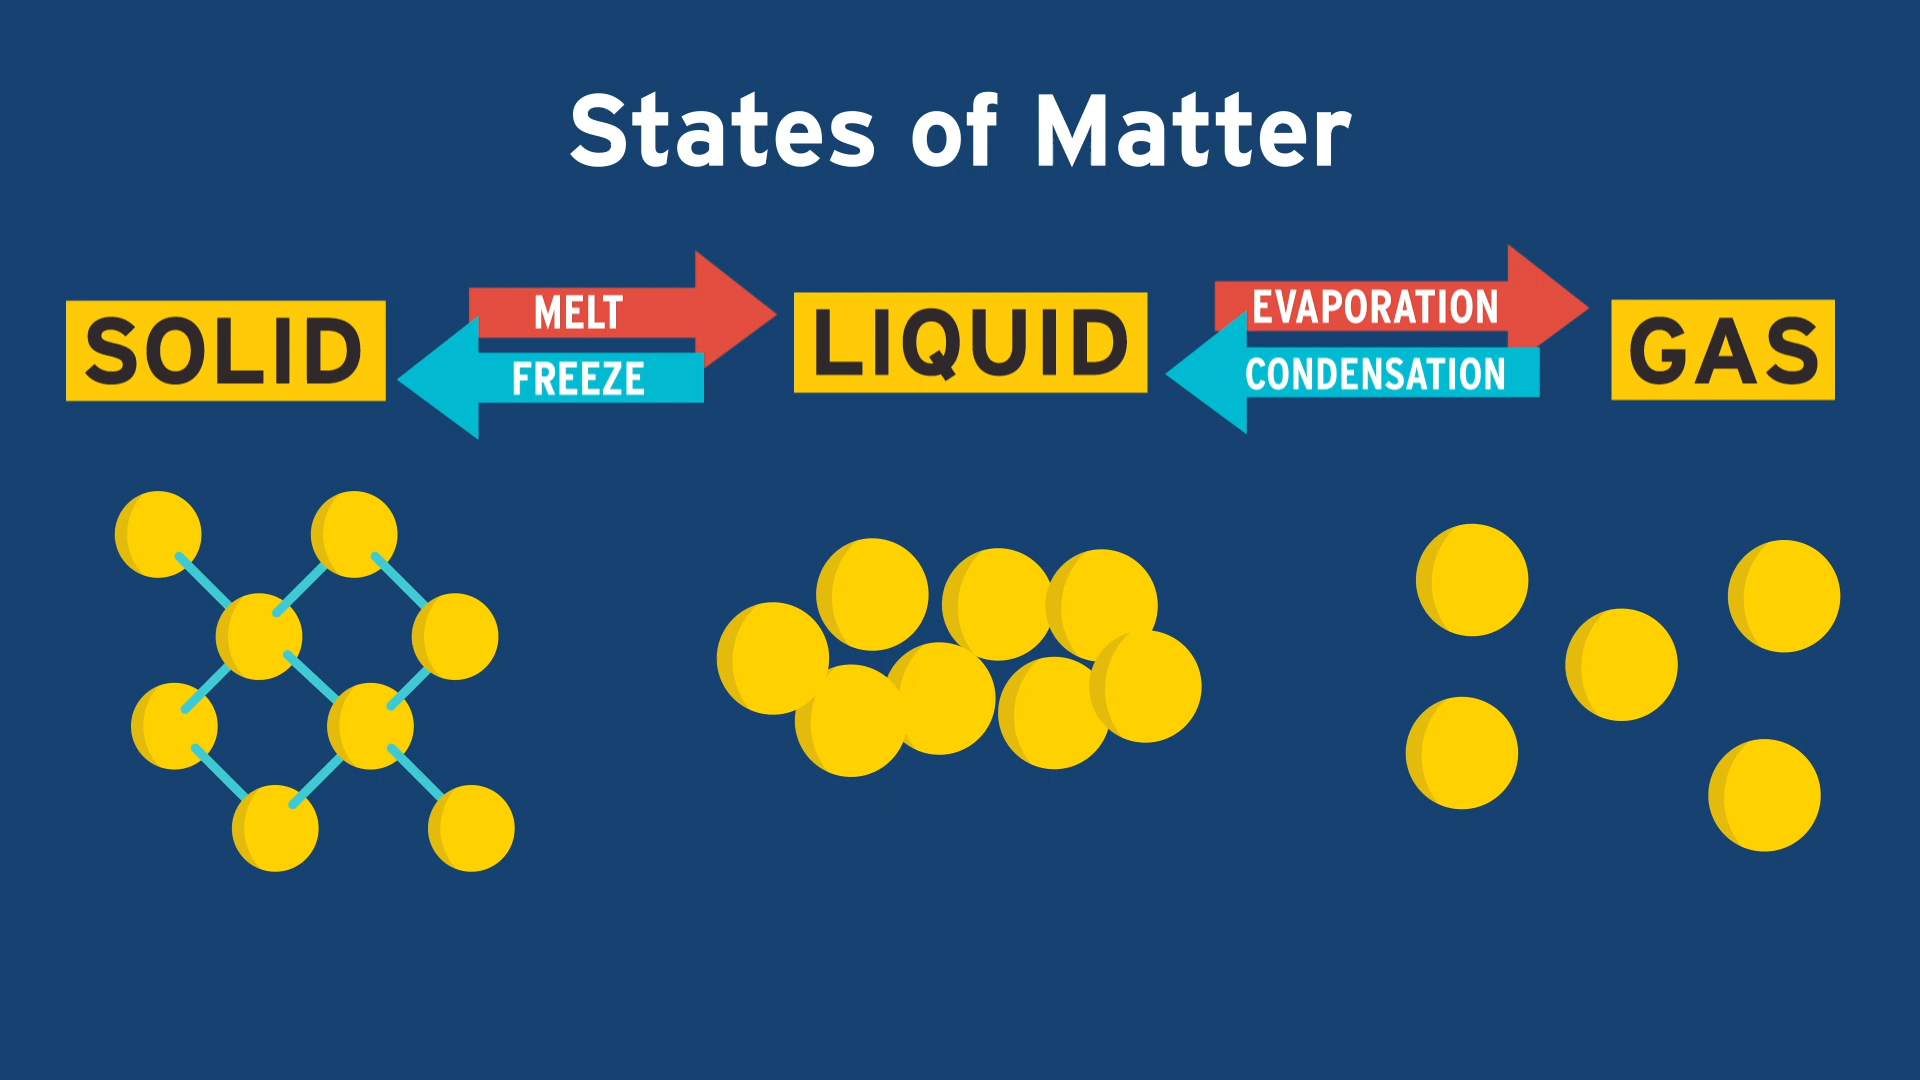 States of Matter
SOLID
MELT
FREEZE
LIQUID
EVAPORATION
CONDENSATION
GAS